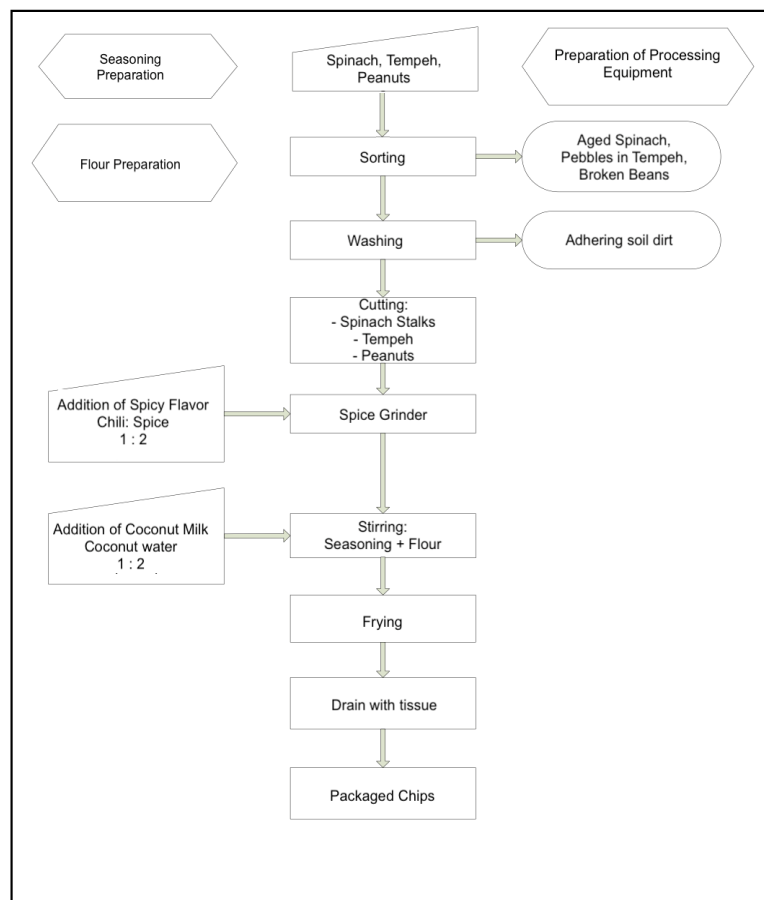 Seasoning
Preparation
Spinach, Tempeh,
Peanuts
Preparation of Processing
Equipment
Flour Preparation
Sorting
Aged Spinach,
Pebbles in Tempeh,
Broken Beans
Washing
Adhering soil dirt
Cutting:
- Spinach Stalks
- Tempeh
- Peanuts
Addition of Spicy Flavor
Chili: Spice
1 : 2
Spice Grinder
Addition of Coconut Milk
Coconut water
1 : 2
Stirring:
Seasoning + Flour
Frying
Drain with tissue
Packaged Chips